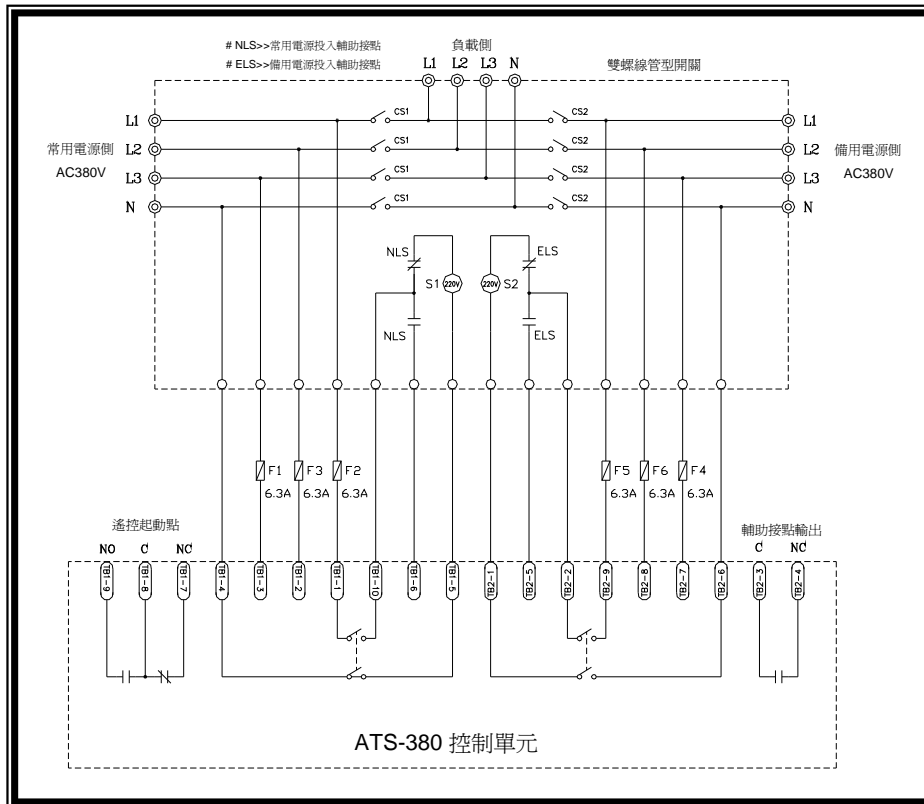 # NLS>>常用電源投入輔助接點
負載側
# ELS>>備用電源投入輔助接點
L1 L2 L3 N
雙螺線管型開關
L1 CS1 CS2 L1
常用電源側 L2 CS1 CS2 L2 備用電源側
AC380V AC380V
L3 CS1 CS2 L3
N CS1 CS2 N
NLS ELS
S1 220V 220V S2
NLS ELS
F1 F3 F2 F5 F6 F4
6.3A 6.3A 6.3A 6.3A 6.3A 6.3A
遙控起動點 輔助接點輸出
NO C NC C NC
TB1-9 TB1-8 TB1-7 TB1-4 TB1-3 TB1-2 TB1-1 TB1-10 TB1-6 TB1-5 TB2-1 TB2-5 TB2-2 TB2-9 TB2-8 TB2-7 TB2-6 TB2-3 TB2-4
ATS-380 控制單元